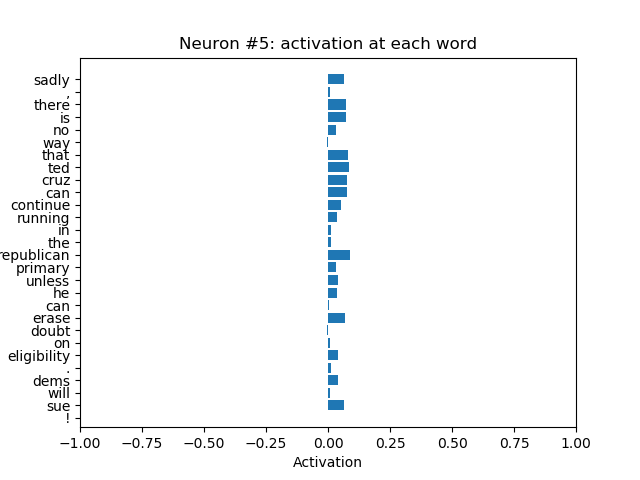 Neuron #5: activation at each word
sadly
,
there
is
no
way
that
ted
cruz
can
continue
running
in
the
republican
primary
unless
he
can
erase
doubt
on
eligibility
.
dems
will
sue
!
−1.00 −0.75 −0.50 −0.25 0.00 0.25 0.50 0.75 1.00
Activation